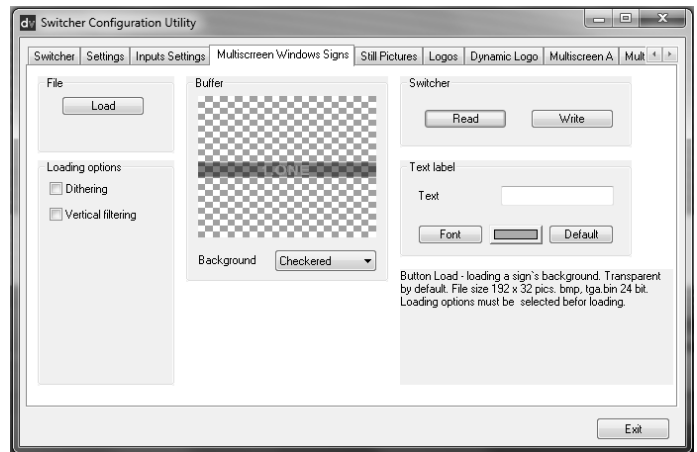 dv Switcher Configuration Utility
Switcher Settings Inputs Settings Multiscrreen Windows Signs Still Pictures Logos Dynamic Logo Multiscreen A Mult
File
Load
Loading options
Dithering
Vertical filtering
Buffer
Background Checkered
Switcher
Read Write
Text label
Text
Font Default
Button Load - loading a sign`s background. Transparent
by default. File size 192 x 32 pics. bmp, tga.bin 24 bit.
Loading options must be selected befor loading.
Exit